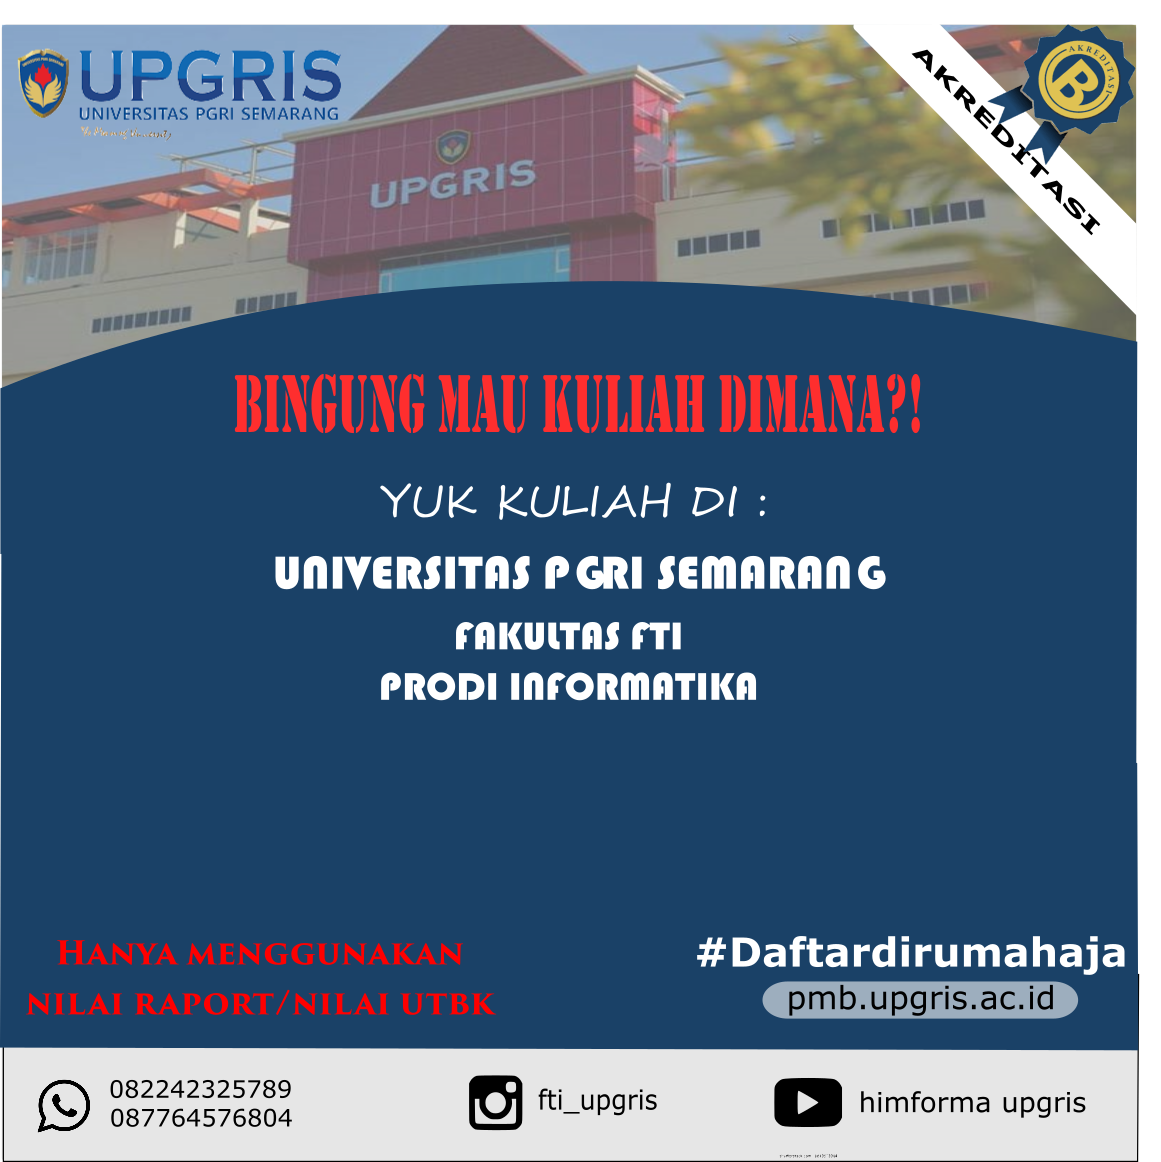 UPGRIS
UNIVERSITAS PGRI SEMARANG
UPGRIS
AKREDITASI
B
AKREDITASI
BINGUNG MAU KULIAH DIMANA?!
YUK KULIAH DI :
UNIVERSITAS PGRI SEMARANG
FAKULTAS FTI
PRODI INFORMATIKA
HANYA MENGGUNAKAN
NILAI RAPORT/NILAI UTBK
#Daftardirumahaja
pmb.upgris.ac.id
082242325789
087764576804
fti_upgris
himforma upgris